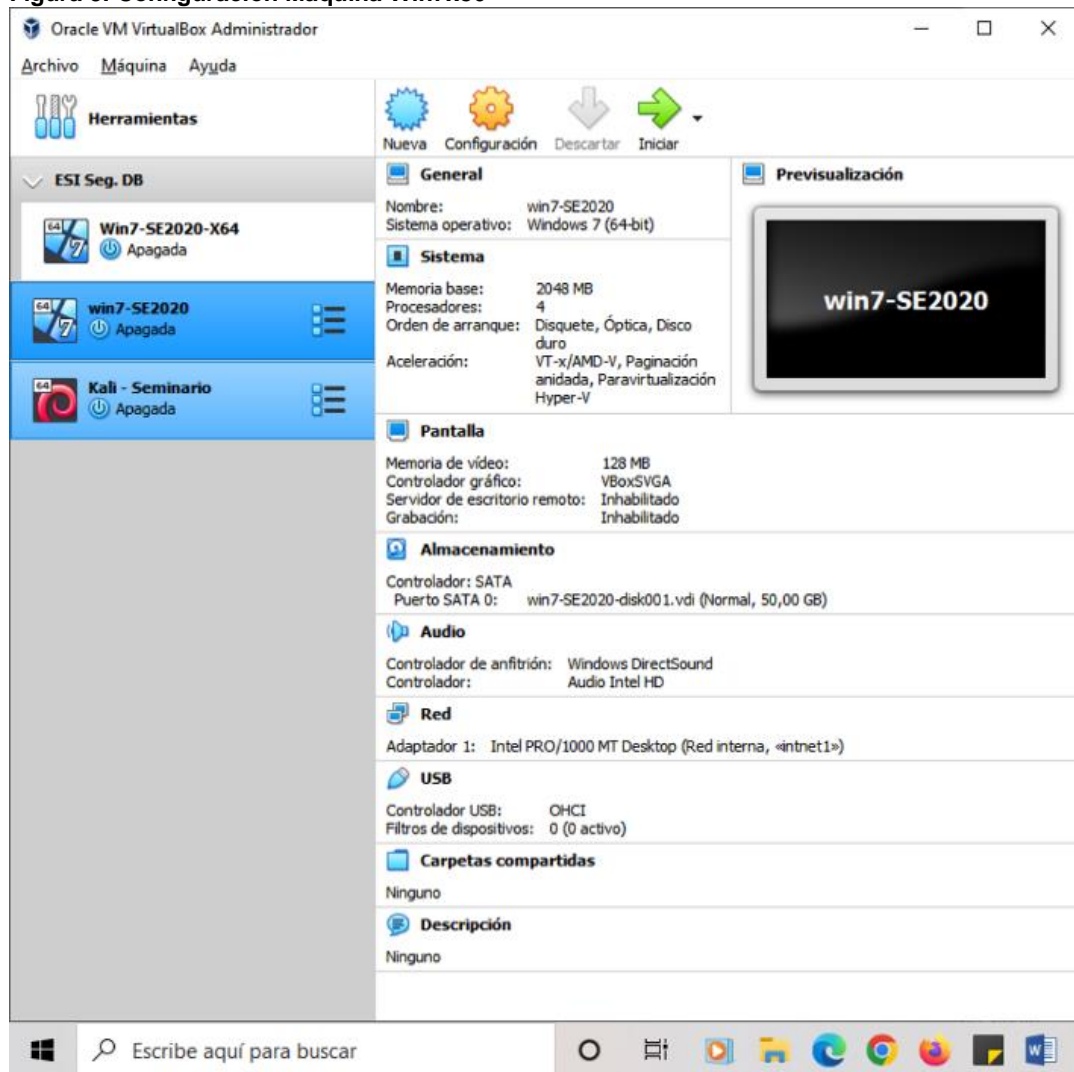 Oracle VM VirtualBox Administrador
Archivo Máquina Ayuda
Herramientas
Nueva Configuración Descartar Iniciar
ESI Seg. DB
64
7
Win7-SE2020-X64
Apagada
64
7
win7-SE2020
Apagada
64
Kali - Seminario
Apagada
General
Nombre: win7-SE2020
Sistema operativo: Windows 7 (64-bit)
Previsualización
win7-SE2020
Sistema
Memoria base: 2048 MB
Procesadores: 4
Orden de arranque: Disquete, Óptica, Disco
duro
Aceleración: VT-x/AMD-V, Paginación
anidada, Paravirtualización
Hyper-V
Pantalla
Memoria de vídeo: 128 MB
Controlador gráfico: VBoxSVGA
Servidor de escritorio remoto: Inhabilitado
Grabación: Inhabilitado
Almacenamiento
Controlador: SATA
Puerto SATA 0: win7-SE2020-disk001.vdi (Normal, 50,00 GB)
Audio
Controlador de anfitrión: Windows DirectSound
Controlador: Audio Intel HD
Red
Adaptador 1: Intel PRO/1000 MT Desktop (Red interna, «intnet1»)
USB
Controlador USB: OHCI
Filtros de dispositivos: 0 (0 activo)
Carpetas compartidas
Ninguno
Descripción
Ninguno
Escribe aquí para buscar